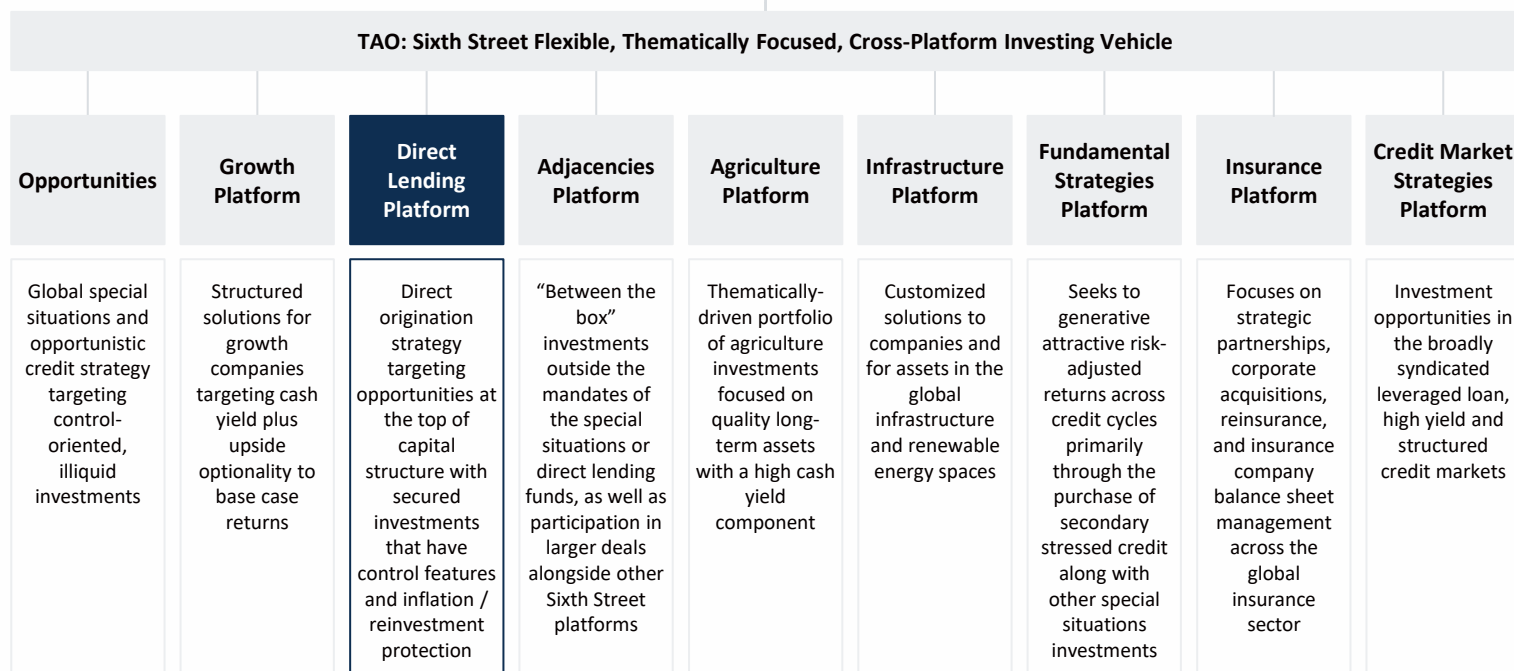 TAO: Sixth Street Flexible, Thematically Focused, Cross-Platform Investing Vehicle
Opportunities
Growth
Platform
Direct
Lending
Platform
Adjacencies
Platform
Agriculture
Platform
Infrastructure
Platform
Fundamental
Strategies
Platform
Insurance
Platform
Credit Market
Strategies
Platform
Global special
situations and
opportunistic
credit strategy
targeting
control-
oriented,
illiquid
investments
Structured
solutions for
growth
companies
targeting cash
yield plus
upside
optionality to
base case
returns
Direct
origination
strategy
targeting
opportunities at
the top of
capital
structure with
secured
investments
that have
control features
and inflation /
reinvestment
protection
“Between the
box”
investments
outside the
mandates of
the special
situations or
direct lending
funds, as well as
participation in
larger deals
alongside other
Sixth Street
platforms
Thematically-
driven portfolio
of agriculture
investments
focused on
quality long-
term assets
with a high cash
yield
component
Customized
solutions to
companies and
for assets in the
global
infrastructure
and renewable
energy spaces
Seeks to
generative
attractive risk-
adjusted
returns across
credit cycles
primarily
through the
purchase of
secondary
stressed credit
along with
other special
situations
investments
Focuses on
strategic
partnerships,
corporate
acquisitions,
reinsurance,
and insurance
company
balance sheet
management
across the
global
insurance
sector
Investment
opportunities in
the broadly
syndicated
leveraged loan,
high yield and
structured
credit markets